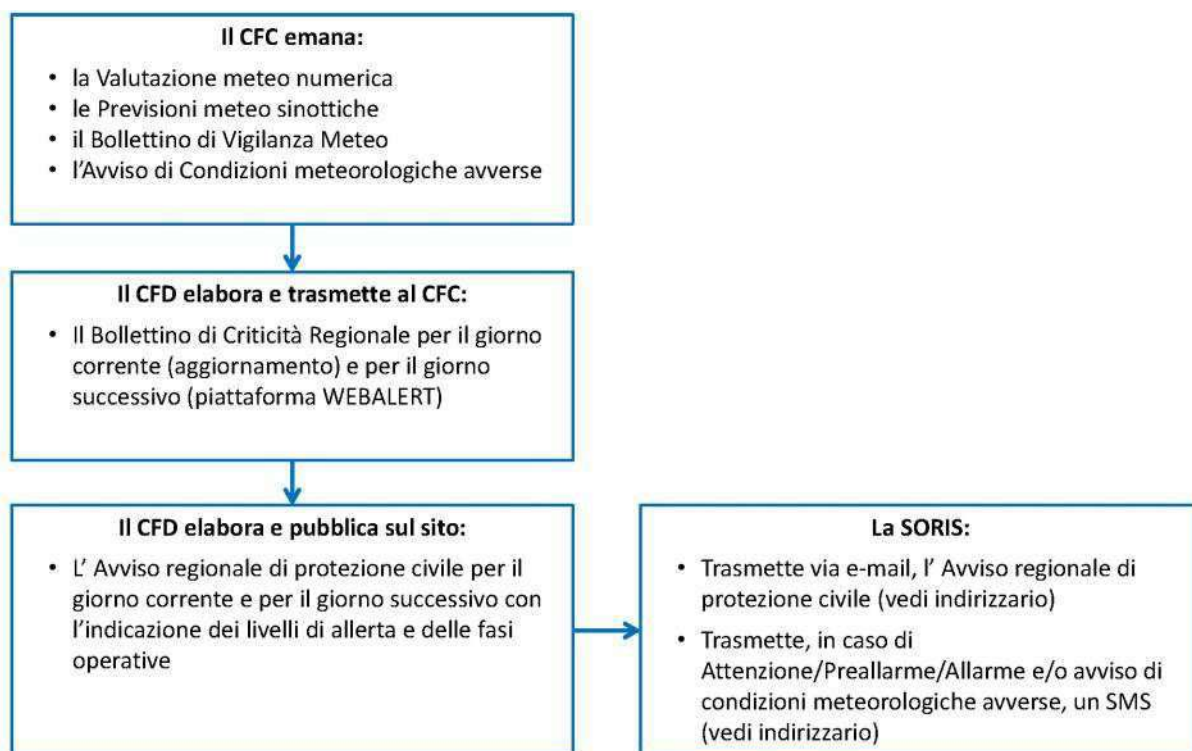 Il CFC emana:
• la Valutazione meteo numerica
• le Previsioni meteo sinottiche
• il Bollettino di Vigilanza Meteo
• l'Avviso di Condizioni meteorologiche avverse
Il CFD elabora e trasmette al CFC:
• Il Bollettino di Criticità Regionale per il giorno
corrente (aggiornamento) e per il giorno
successivo (piattaforma WEBALERT)
Il CFD elabora e pubblica sul sito:
• L' Avviso regionale di protezione civile per il
giorno corrente e per il giorno successivo con
l'indicazione dei livelli di allerta e delle fasi
operative
La SORIS:
• Trasmette via e-mail, l' Avviso regionale di
protezione civile (vedi indirizzario)
• Trasmette, in caso di
Attenzione/Preallarme/Allarme e/o avviso di
condizioni meteorologiche avverse, un SMS
(vedi indirizzario)